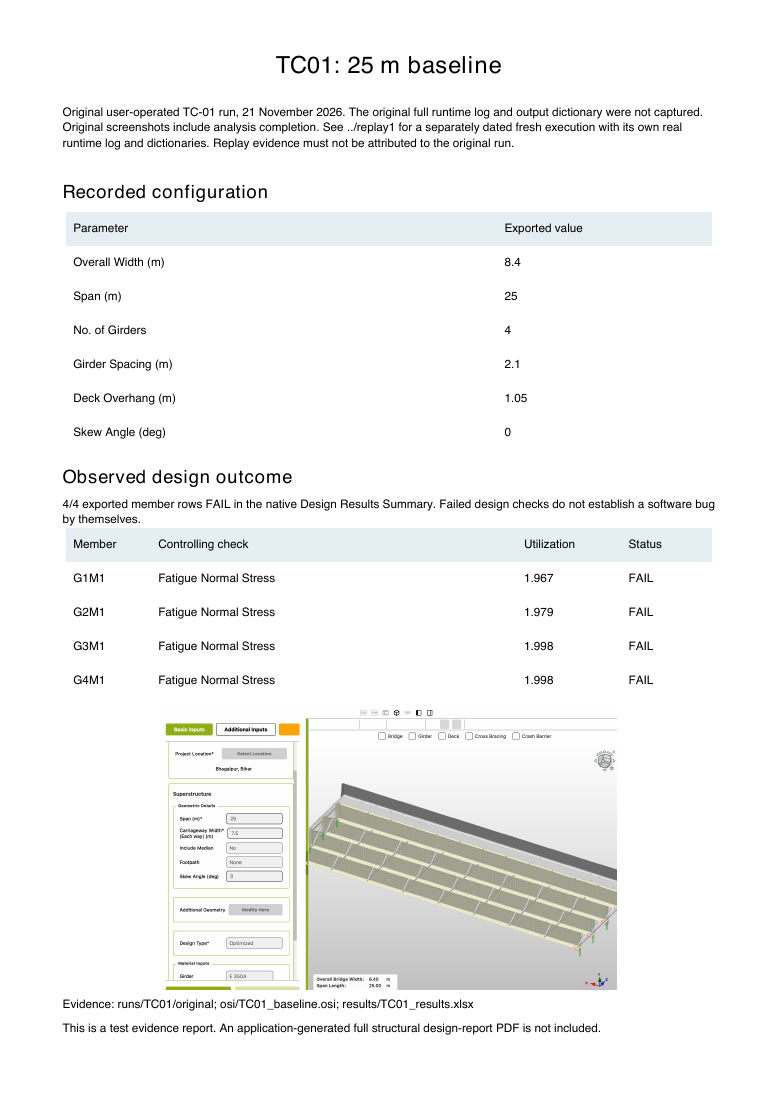 TC01: 25 m baseline
Original user-operated TC-01 run, 21 November 2026. The original full runtime log and output dictionary were not captured.
Original screenshots include analysis completion. See ../replay1 for a separately dated fresh execution with its own real
runtime log and dictionaries. Replay evidence must not be attributed to the original run.
Recorded configuration
Parameter Exported value
Overall Width (m) 8.4
Span (m) 25
No. of Girders 4
Girder Spacing (m) 2.1
Deck Overhang (m) 1.05
Skew Angle (deg) 0
Observed design outcome
4/4 exported member rows FAIL in the native Design Results Summary. Failed design checks do not establish a software bug
by themselves.
Member Controlling check Utilization Status
G1M1 Fatigue Normal Stress 1.967 FAIL
G2M1 Fatigue Normal Stress 1.979 FAIL
G3M1 Fatigue Normal Stress 1.998 FAIL
G4M1 Fatigue Normal Stress 1.998 FAIL
Basic Inputs Additional Inputs
Bridge Girder Deck Cross Bracing Crash Barrier
Project Location* Select Location
Bhagalpur, Bihar
Superstructure
Geometric Details
Span (m)* 25
Carriageway Width* 7.5
(Each way) (m)
Include Median No
Footpath None
Skew Angle (deg) 0
Additional Geometry Modify Here
Design Type* Optimized
Material Inputs
Girder E 350A
Overall Bridge Width: 8.40 m
Span Length: 25.00 m
Evidence: runs/TC01/original; osi/TC01_baseline.osi; results/TC01_results.xlsx
This is a test evidence report. An application-generated full structural design-report PDF is not included.